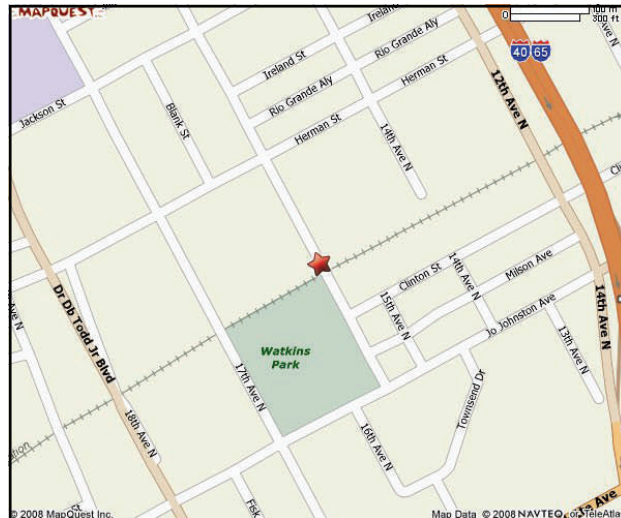 MAPQUEST
100 m
300 ft
Ireland St
Rio Grande Aly
Herman St
40
65
12th Ave N
Ireland St
Rio Grande Aly
Jackson St
Blank St
Herman St
14th Ave N
Clinton St
14th Ave N
Milson Ave
15th Ave N
Jo Johnston Ave
14th Ave N
13th Ave N
Dr Db Todd Jr Blvd
Watkins
Park
17th Ave N
18th Ave N
16th Ave N
Townsend Dr
© 2008 MapQuest Inc.
Map Data © 2008 NAVTEQ or TeleAtlas